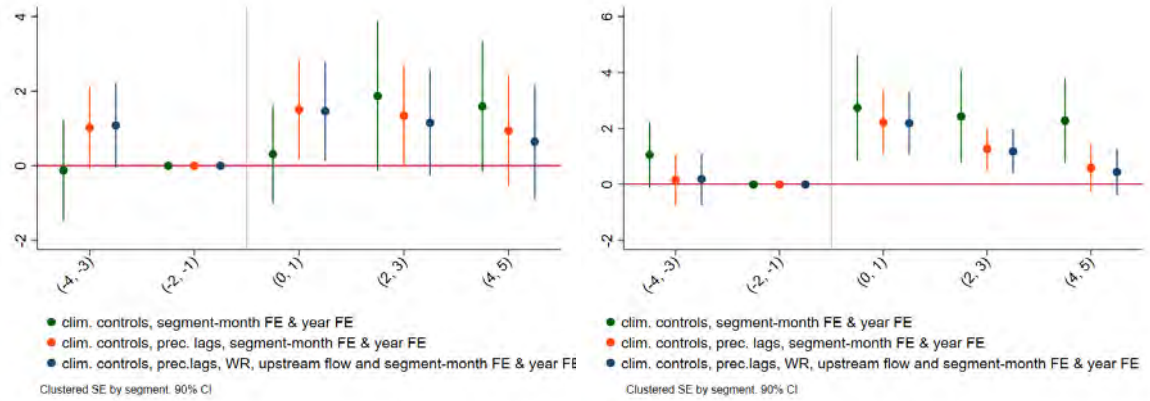 4
2
0
-2
(-4, -3)
(-2, -1)
(0, 1)
(2, 3)
(4, 5)
clim. controls, segment-month FE & year FE
clim. controls, prec. lags, segment-month FE & year FE
clim. controls, prec.lags, WR, upstream flow and segment-month FE & year FE
Clustered SE by segment. 90% CI
6
4
2
0
-2
(-4, -3)
(-2, -1)
(0, 1)
(2, 3)
(4, 5)
clim. controls, segment-month FE & year FE
clim. controls, prec. lags, segment-month FE & year FE
clim. controls, prec.lags, WR, upstream flow and segment-month FE & year FE
Clustered SE by segment. 90% CI